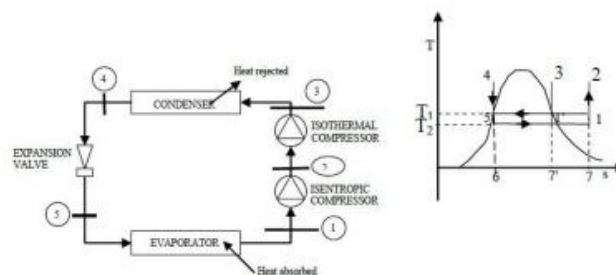 4
Heat rejected
CONDENSER
3
ISOTHERMAL
COMPRESSOR
EXPANSION
VALVE
2
ISENTROPIC
COMPRESSOR
5
1
EVAPORATOR
Heat absorbed
T
4
3
2
T1
T2
5
1
6
7'
7
s